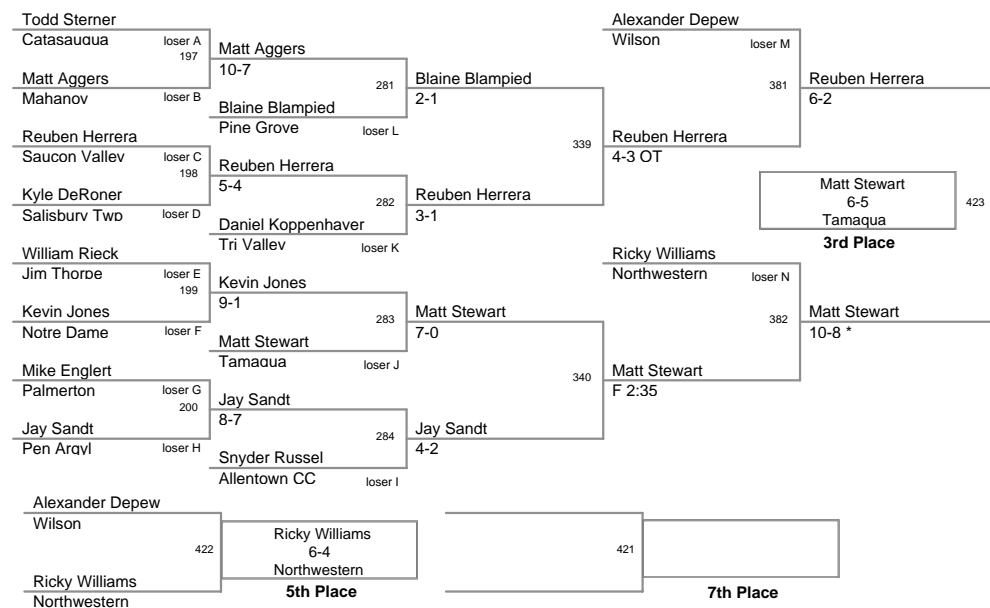 Todd Sterner
Catasauqua
loser A
197
Matt Aggers
Mahanoy
loser B
Reuben Herrera
Saucon Valley
loser C
198
Kyle DeRoner
Salisbury Twp
loser D
William Rieck
Jim Thorpe
loser E
199
Kevin Jones
Notre Dame
loser F
Mike Englert
Palmerton
loser G
200
Jay Sandt
Pen Argyl
loser H
Matt Aggers
10-7
281
Blaine Blampied
Pine Grove
loser L
Reuben Herrera
5-4
282
Daniel Koppenhaver
Tri Valley
loser K
Kevin Jones
9-1
283
Matt Stewart
Tamaqua
loser J
Jay Sandt
8-7
284
Snyder Russel
Allentown CC
loser I
Blaine Blampied
2-1
339
Reuben Herrera
3-1
Matt Stewart
7-0
340
Jay Sandt
4-2
Alexander Depew
Wilson
loser M
381
Reuben Herrera
4-3 OT
Ricky Williams
Northwestern
loser N
382
Matt Stewart
F 2:35
Reuben Herrera
6-2
Matt Stewart
6-5
Tamaqua
423
3rd Place
Matt Stewart
10-8 *
Alexander Depew
Wilson
422
Ricky Williams
Northwestern
Ricky Williams
6-4
Northwestern
5th Place
421
7th Place